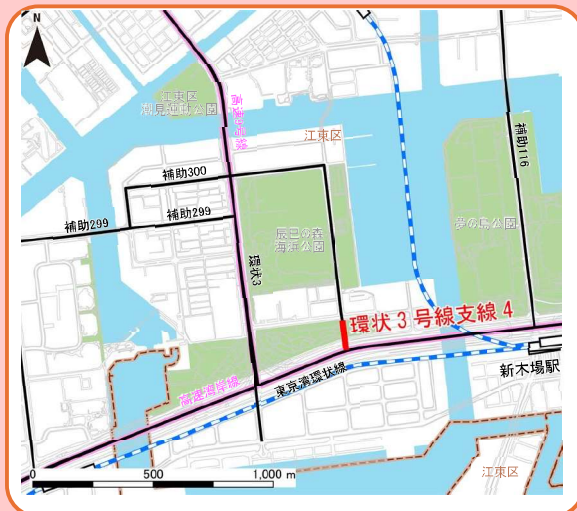 N
江東区
潮見運動公園
高速9号線
江東区
補助116
補助300
補助299
補助299
辰巳の森
海浜公園
夢の島公園
環状3
環状3号線支線4
高速湾岸線
東京湾環状線
新木場駅
0 500 1,000 m
江東区